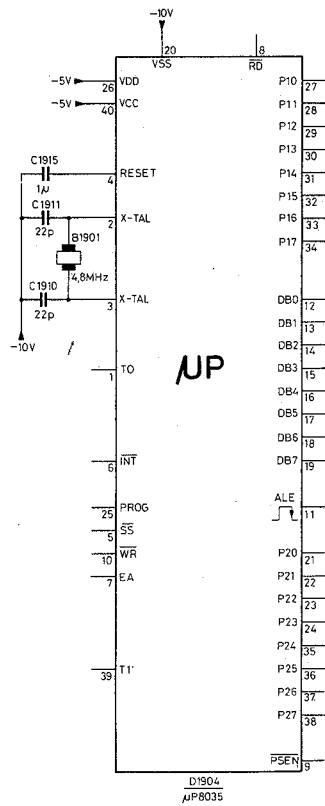 -10V
20
VSS
8
RD
-5V
26
VDD
-5V
40
VCC
C1915
1μ
4
RESET
C1911
22p
2
X-TAL
B1901
4,8MHz
C1910
22p
3
X-TAL
-10V
μP
1
TO
6
INT
25
PROG
5
SS
10
WR
7
EA
39
T1
P10
27
P11
28
P12
29
P13
30
P14
31
P15
32
P16
33
P17
34
DB0
12
DB1
13
DB2
14
DB3
15
DB4
16
DB5
17
DB6
18
DB7
19
ALE
11
P20
21
P21
22
P22
23
P23
24
P24
35
P25
36
P26
37
P27
38
PSEN
9
D1904
μP8035